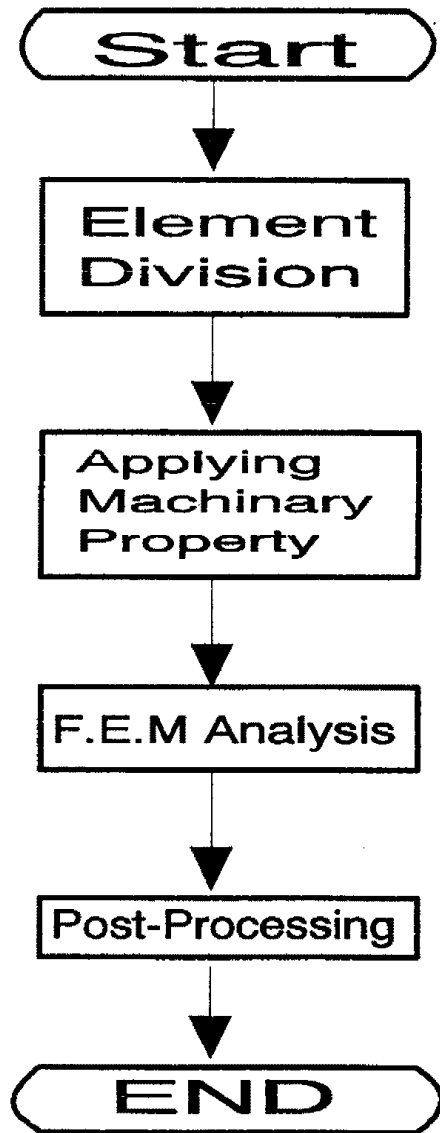 Start
Element
Division
Applying
Machinary
Property
F.E.M Analysis
Post-Processing
END